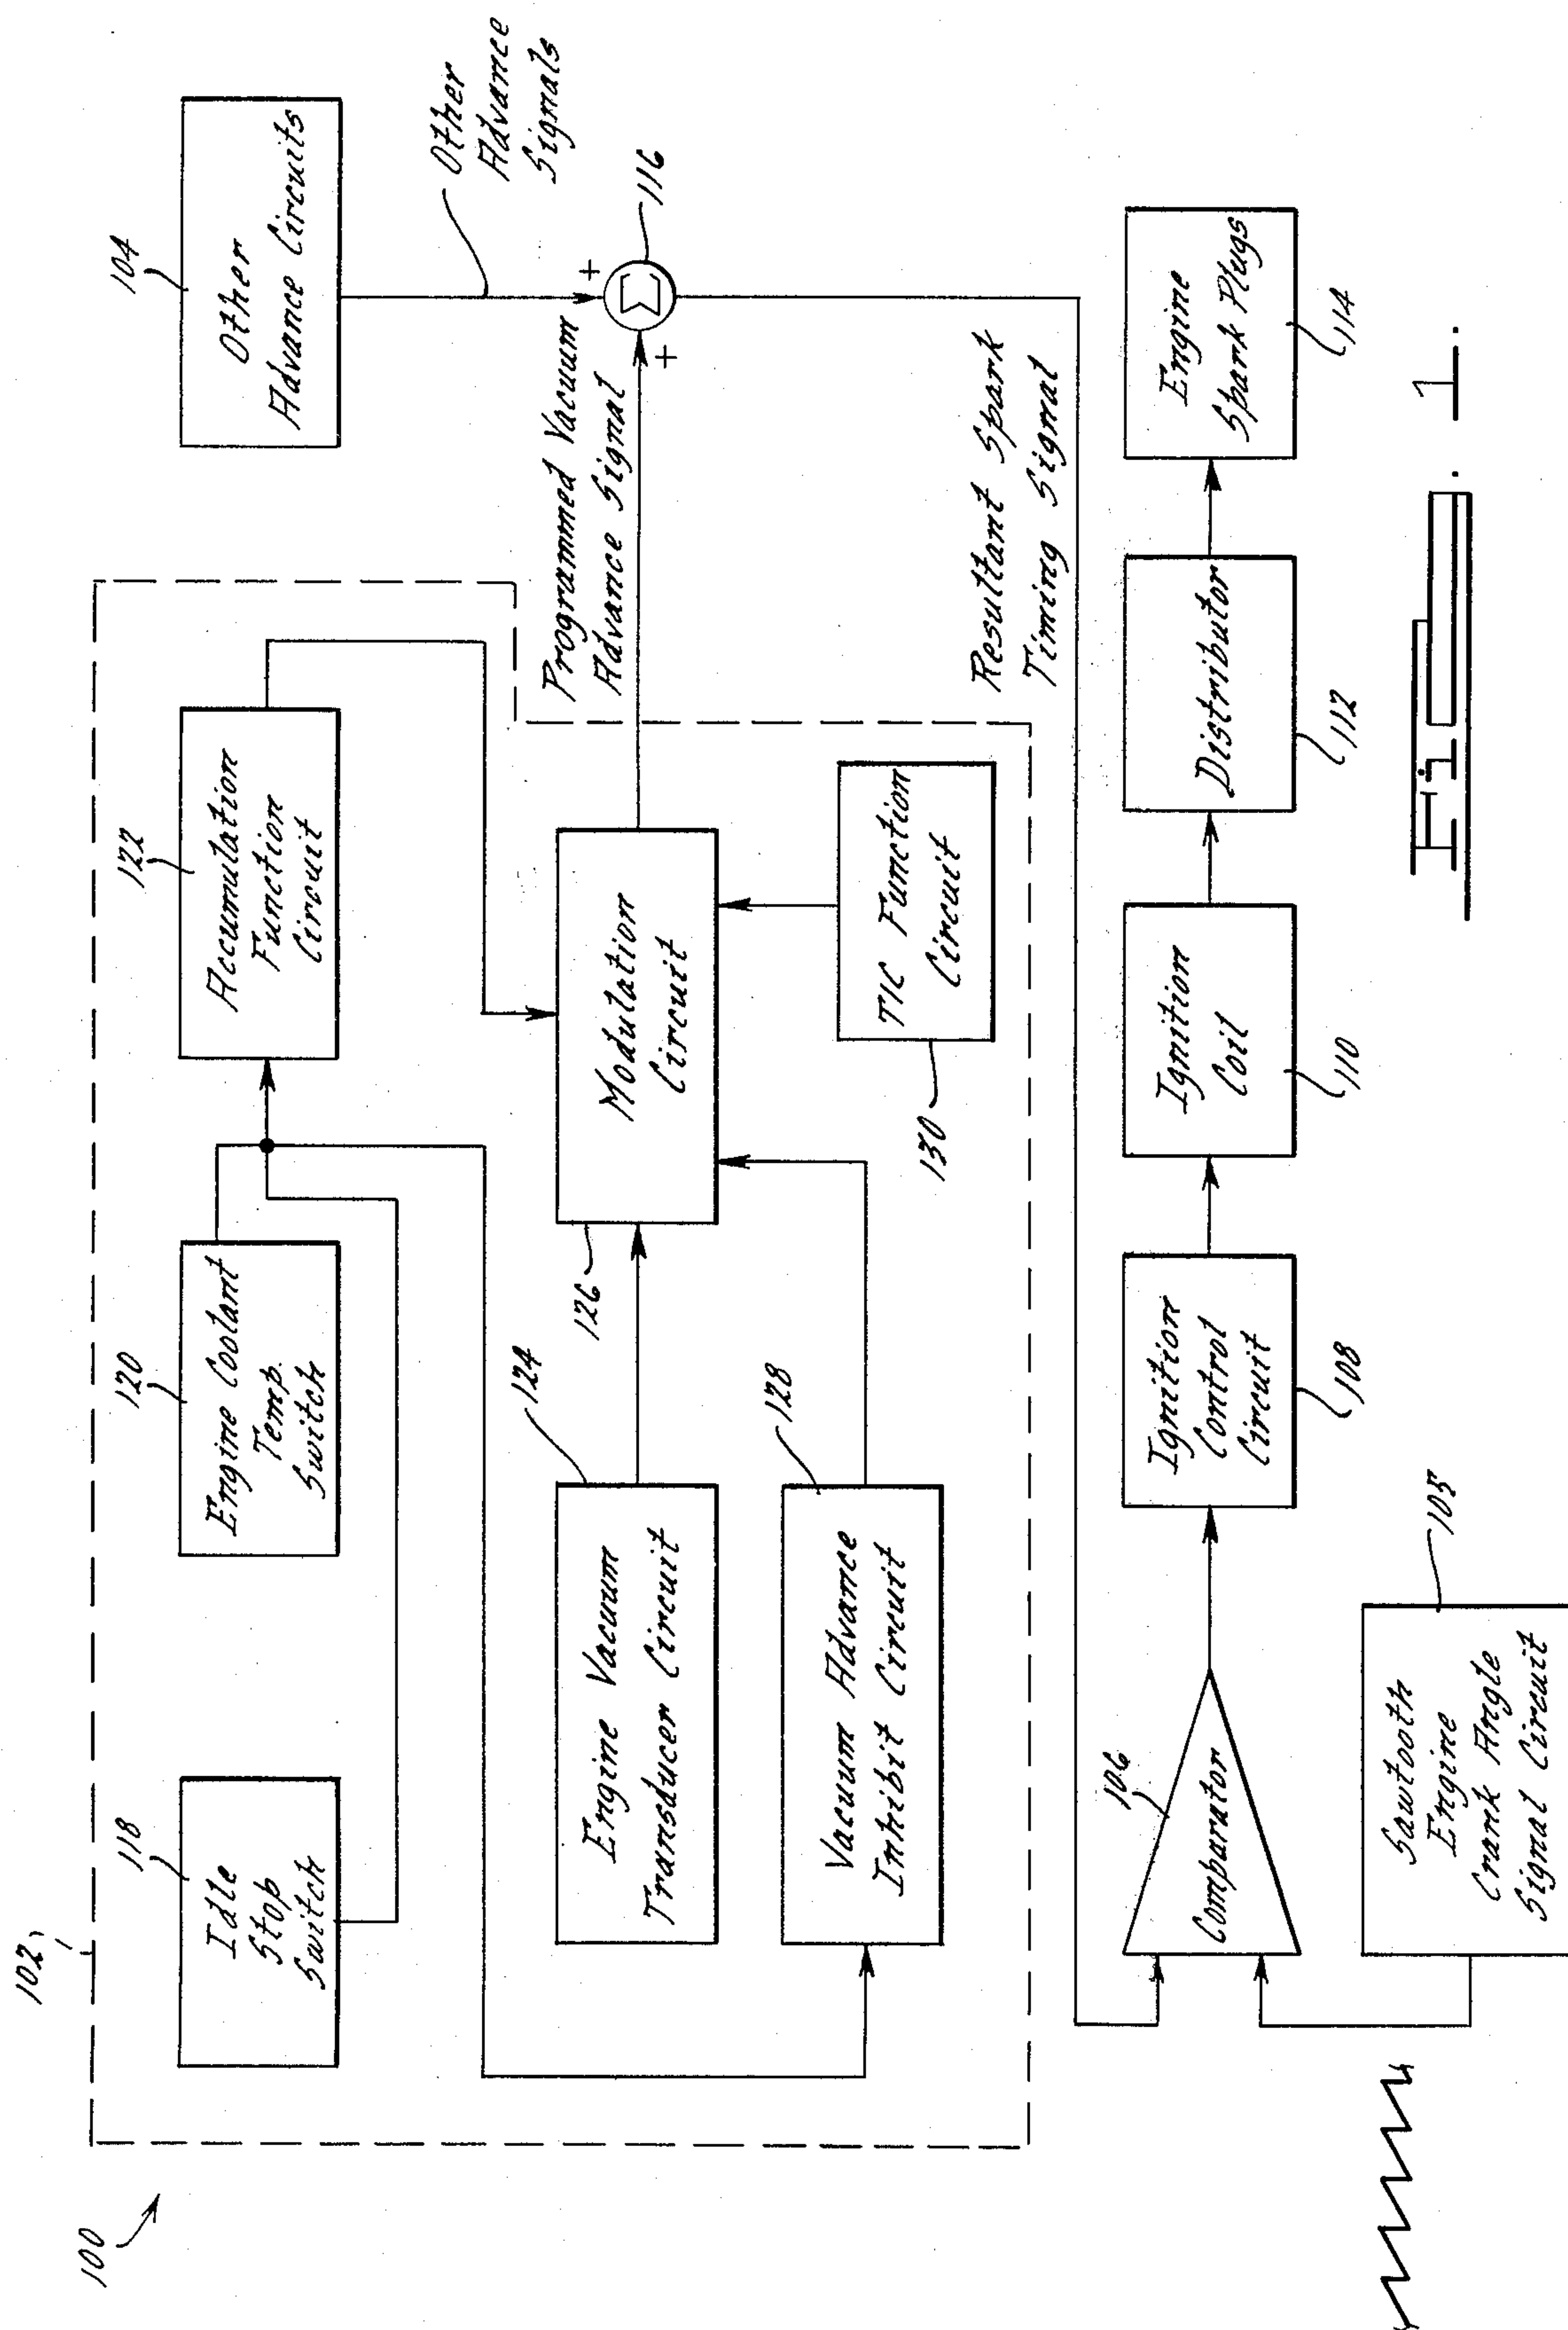 100
102
118
Idle
Stop
Switch
120
Engine Coolant
Temp.
Switch
122
Accumulation
Function
Circuit
104
Other
Advance Circuits
Other
Advance
Signals
124
Engine Vacuum
Transducer Circuit
126
Modulation
Circuit
Programmed Vacuum
Advance Signal
+
+
Σ
116
128
Vacuum Advance
Inhibit Circuit
130
TIC Function
Circuit
Resultant Spark
Timing Signal
106
Comparator
Ignition
Control
Circuit
108
Ignition
Coil
110
Distributor
112
Engine
Spark Plugs
114
105
Sawtooth
Engine
Crank Angle
Signal Circuit
Fig. 1.